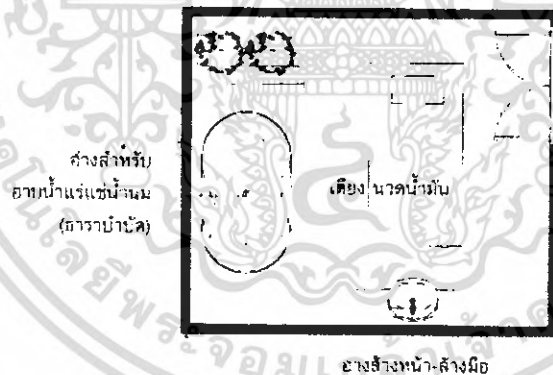 อ่างสำหรับ
อาบน้ำแร่แช่น้ำนม
(ธาราบำบัด)
เตียงนวดน้ำมัน
อ่างล้างหน้า-ล้างมือ